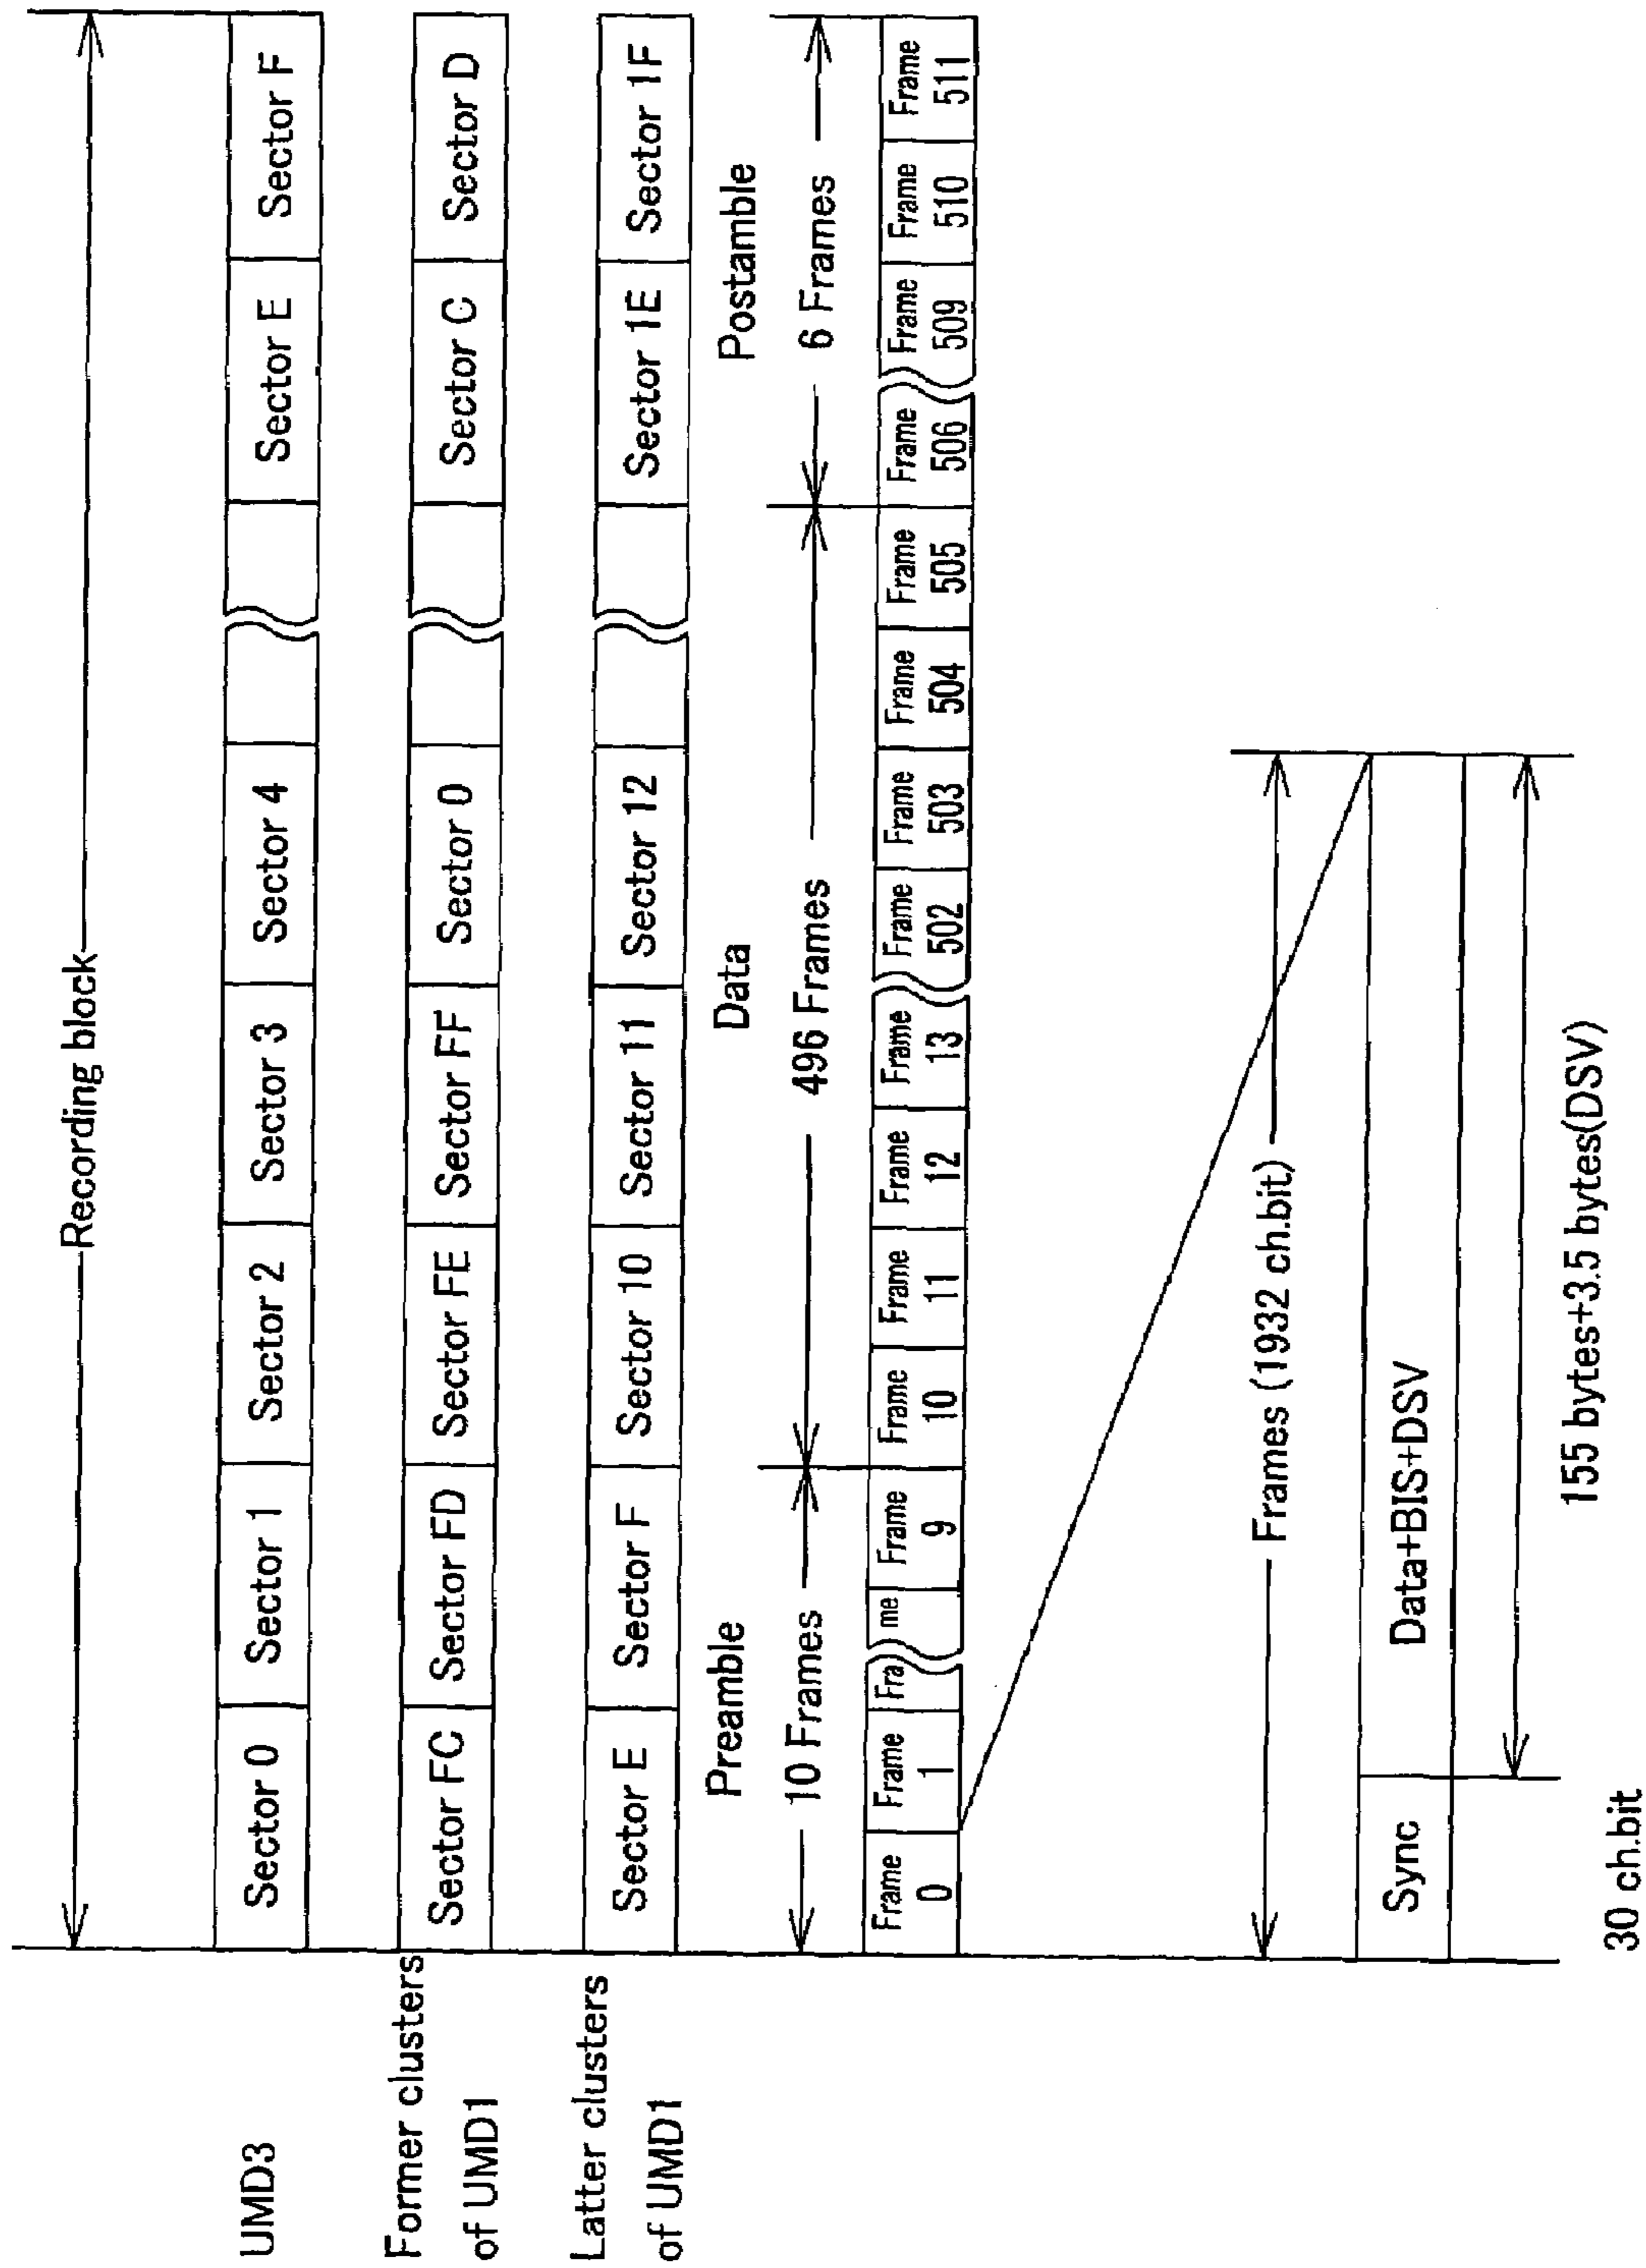 Recording block
UMD3
Sector 0
Sector 1
Sector 2
Sector 3
Sector 4
Sector E
Sector F
Former clusters
of UMD1
Sector FC
Sector FD
Sector FE
Sector FF
Sector 0
Sector C
Sector D
Latter clusters
of UMD1
Sector E
Sector F
Sector 10
Sector 11
Sector 12
Sector 1E
Sector 1F
Preamble
Data
Postamble
10 Frames
496 Frames
6 Frames
Frame
0
Frame
1
Fra
me
Frame
9
Frame
10
Frame
11
Frame
12
Frame
13
Frame
502
Frame
503
Frame
504
Frame
505
Frame
506
Frame
509
Frame
510
Frame
511
Frames (1932 ch.bit)
Sync
Data+BIS+DSV
30 ch.bit
155 bytes+3.5 bytes(DSV)